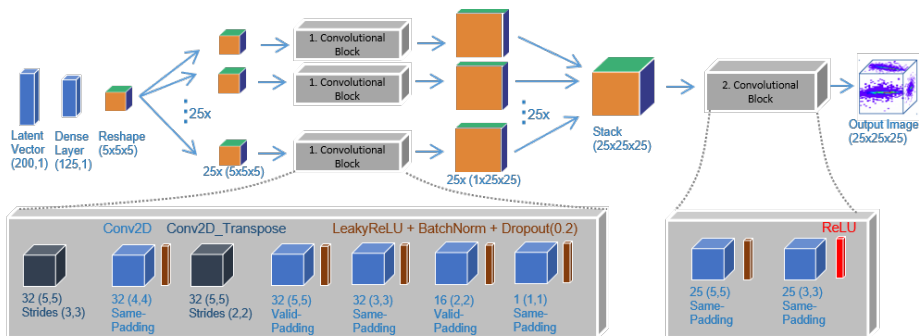 Latent
Vector
(200,1)
Dense
Layer
(125,1)
Reshape
(5x5x5)
25x
25x (5x5x5)
1. Convolutional
Block
1. Convolutional
Block
1. Convolutional
Block
25x
25x (1x25x25)
Stack
(25x25x25)
2. Convolutional
Block
Output Image
(25x25x25)
Conv2D
Conv2D_Transpose
LeakyReLU + BatchNorm + Dropout(0.2)
32 (5,5)
Strides (3,3)
32 (4,4)
Same-
Padding
32 (5,5)
Strides (2,2)
32 (5,5)
Valid-
Padding
32 (3,3)
Same-
Padding
16 (2,2)
Valid-
Padding
1 (1,1)
Same-
Padding
ReLU
25 (5,5)
Same-
Padding
25 (3,3)
Same-
Padding